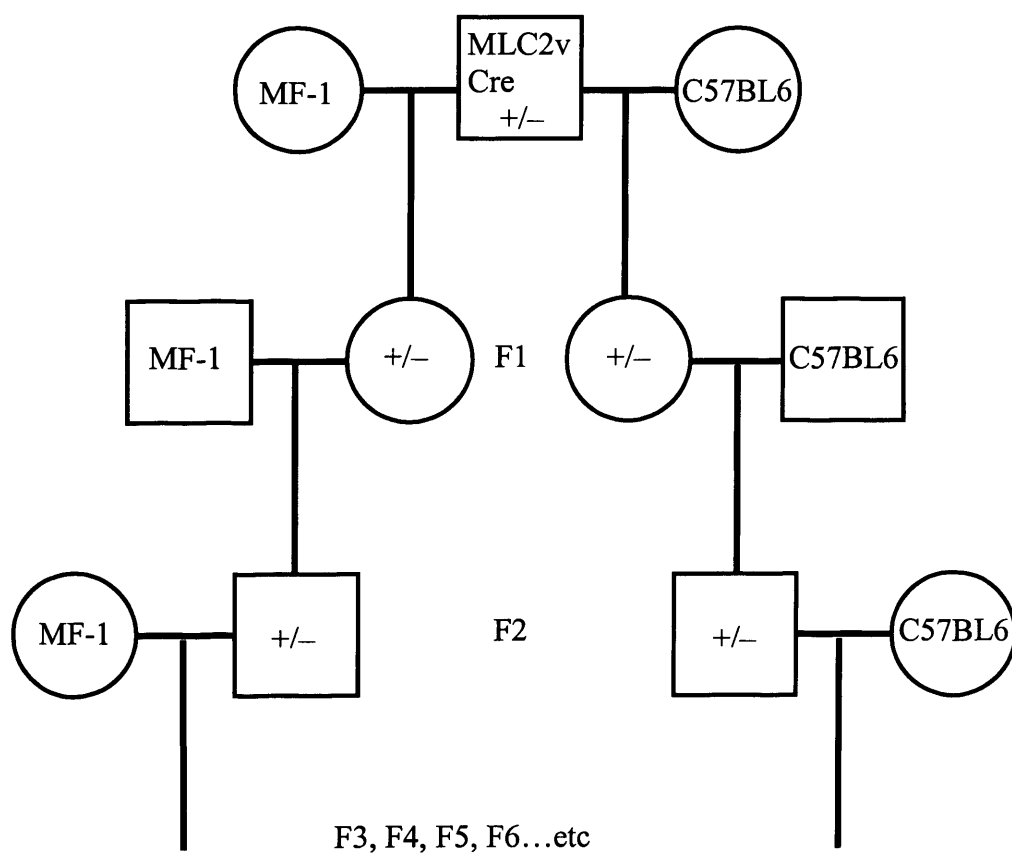 MF-1
MLC2v
Cre
+/–
C57BL6
MF-1
+/–
F1
+/–
C57BL6
MF-1
+/–
F2
+/–
C57BL6
F3, F4, F5, F6...etc